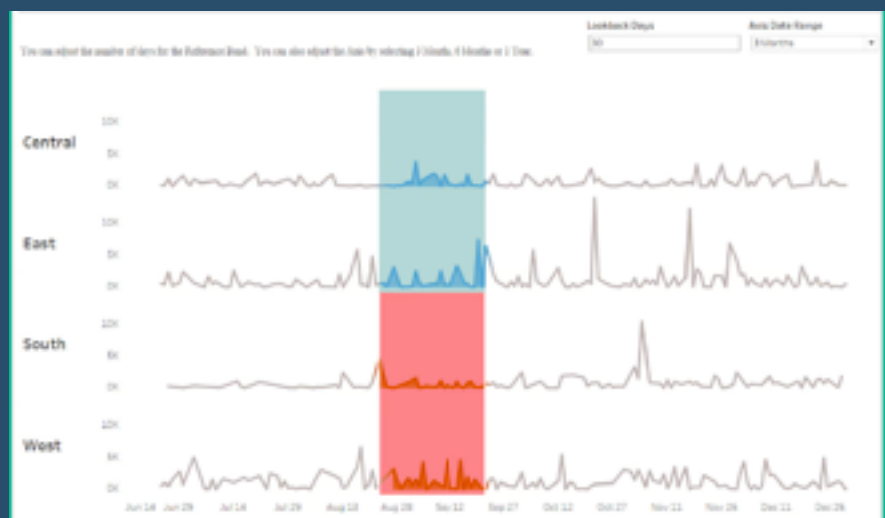 Lookback Days
Axis Date Range
30
You can adjust the number of days for the Reference Band. You can also adjust the Axis by selecting 3 Month, 6 Months or 1 Year.
Central
10K
5K
0K
East
10K
5K
0K
South
10K
5K
0K
West
10K
5K
0K
Jun 14 Jun 29 Jul 14 Jul 29 Aug 13 Aug 28 Sep 12 Sep 27 Oct 12 Oct 27 Nov 11 Nov 26 Dec 11 Dec 26